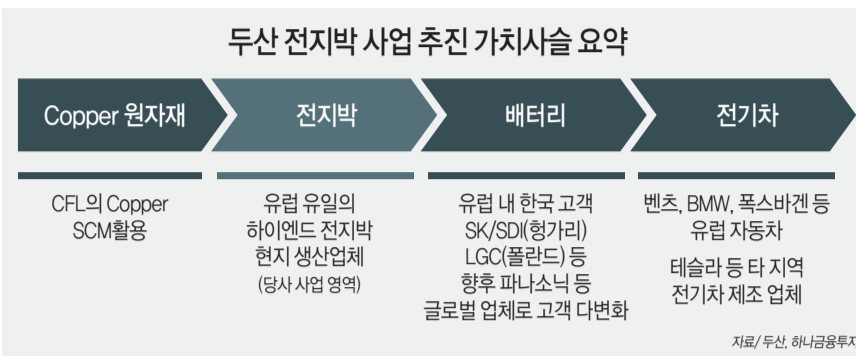 두산 전지박 사업 추진 가치사슬 요약
Copper 원자재
전지박
배터리
전기차
CFL의 Copper
SCM활용
유럽 유일의
하이엔드 전지박
현지 생산업체
(당사 사업 영역)
유럽 내 한국 고객
SK/SDI(헝가리)
LGC(폴란드) 등
향후 파나소닉 등
글로벌 업체로 고객 다변화
벤츠, BMW, 폭스바겐 등
유럽 자동차
테슬라 등 타 지역
전기차 제조 업체
자료/ 두산, 하나금융투자